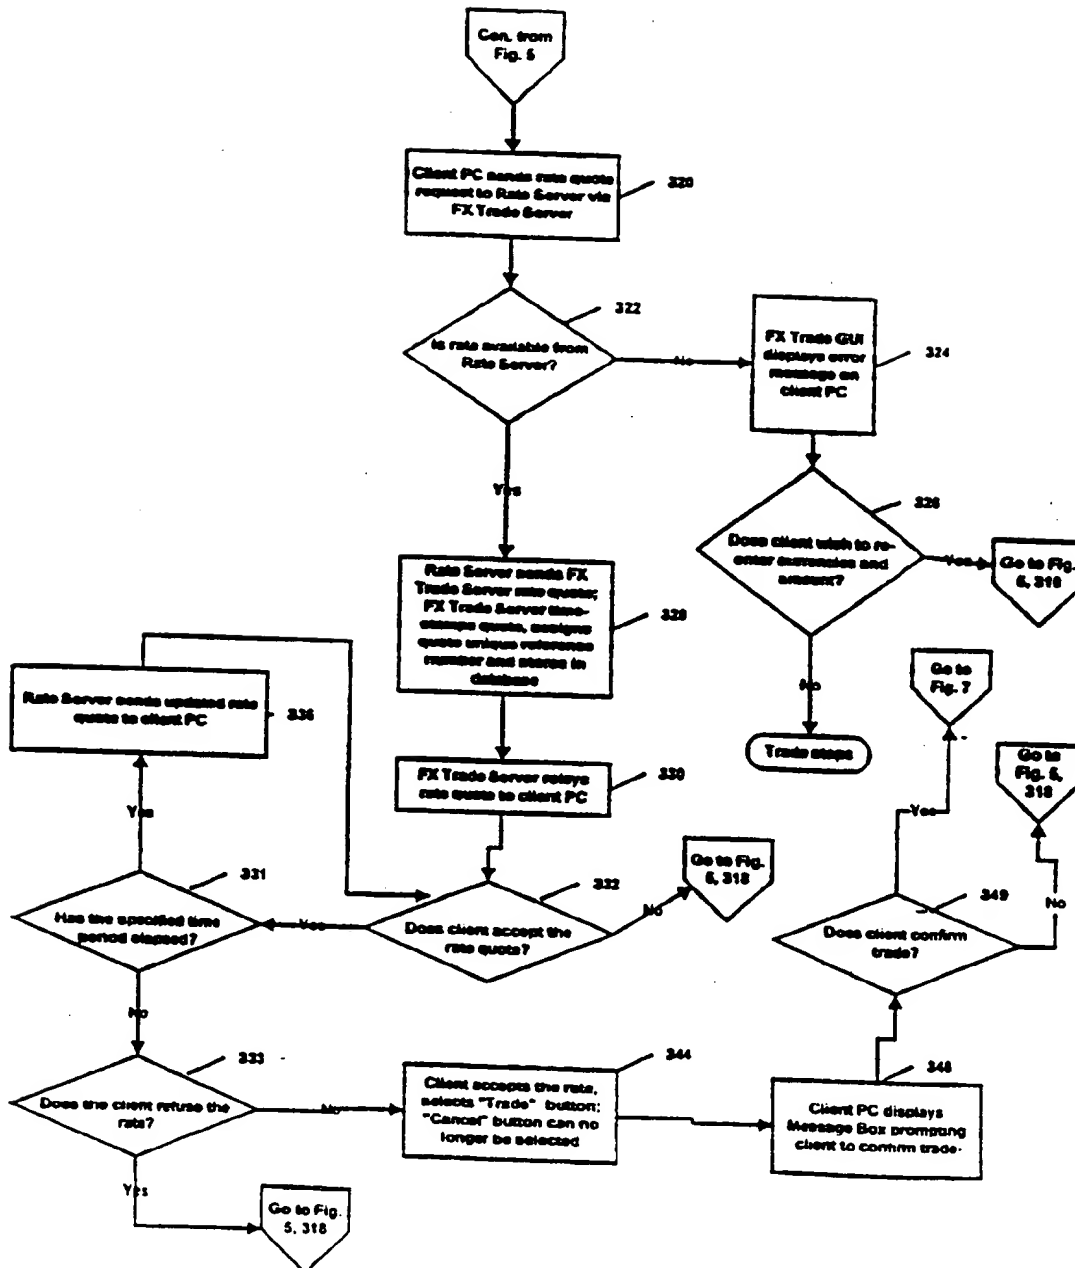 Con. from
Fig. 5
Client PC sends rate quote
request to Rate Server via
FX Trade Server
320
322
Is rate available from
Rate Server?
No
FX Trade GUI
displays error
message on
client PC
324
Yes
326
Does client wish to re-
enter currencies and
amount?
Yes
Go to Fig.
5, 318
Rate Server sends FX
Trade Server rate quote;
FX Trade Server time-
stamps quote, assigns
quote unique reference
number and stores in
database
328
No
Trade stops
Go to
Fig. 7
Rate Server sends updated rate
quote to client PC
336
FX Trade Server relays
rate quote to client PC
330
Go to
Fig. 5,
318
Yes
Yes
331
332
Go to Fig.
5, 318
No
349
No
Has the specified time
period elapsed?
Yes
Does client accept the
rate quote?
Does client confirm
trade?
No
333
344
348
Does the client refuse the
rate?
No
Client accepts the rate,
selects "Trade" button;
"Cancel" button can no
longer be selected
Client PC displays
Message Box prompting
client to confirm trade.
Yes
Go to Fig.
5, 318